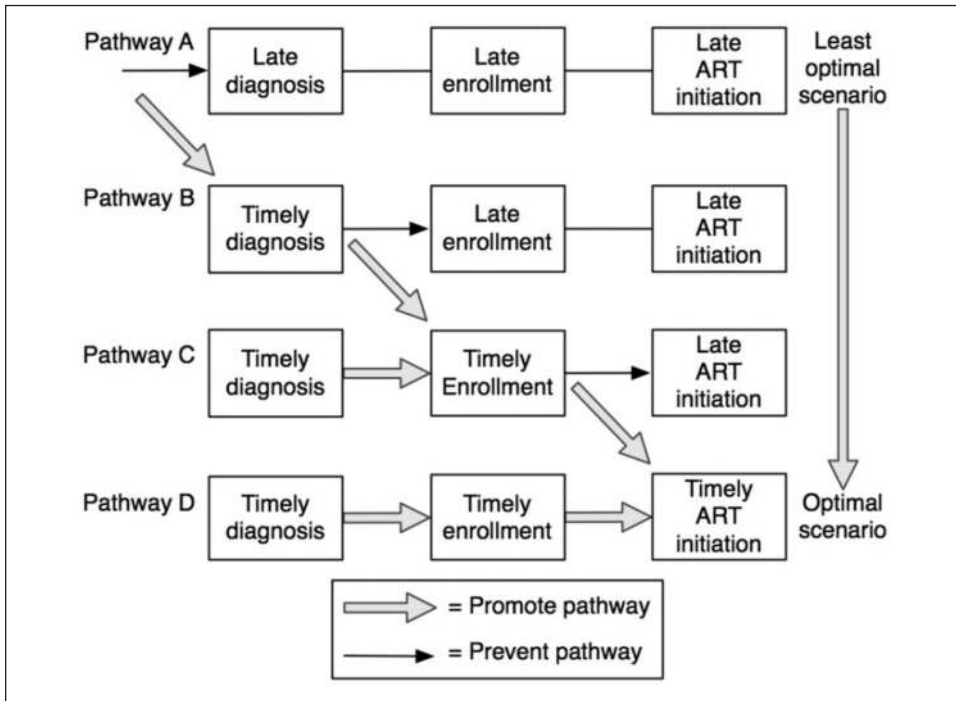 Pathway A
Late
diagnosis
Late
enrollment
Late
ART
initiation
Least
optimal
scenario
Pathway B
Timely
diagnosis
Late
enrollment
Late
ART
initiation
Pathway C
Timely
diagnosis
Timely
Enrollment
Late
ART
initiation
Pathway D
Timely
diagnosis
Timely
enrollment
Timely
ART
initiation
Optimal
scenario
= Promote pathway
= Prevent pathway